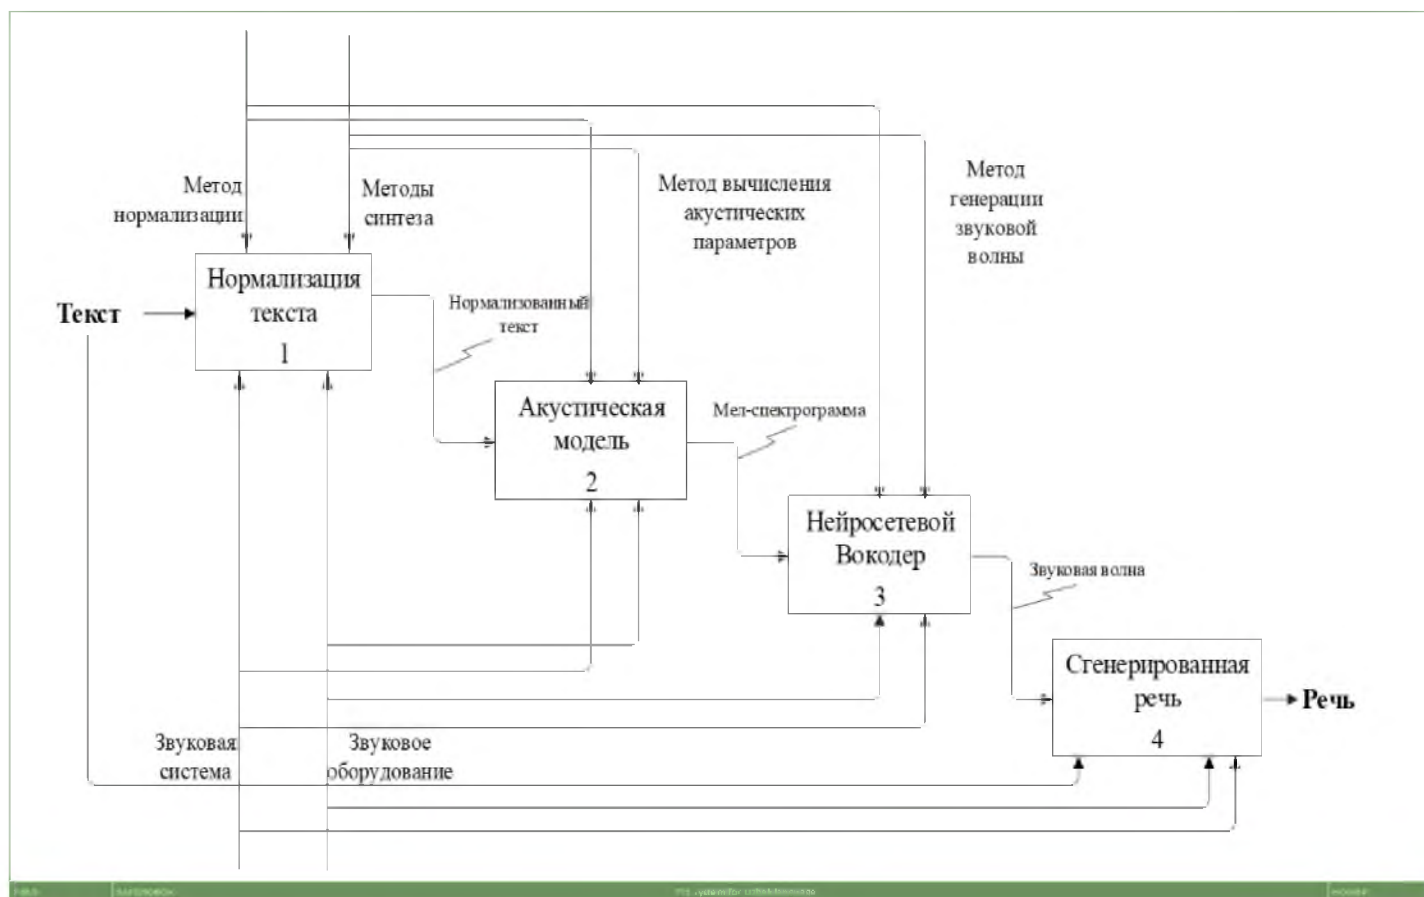 Метод
нормализации
Методы
синтеза
Метод вычисления
акустических
параметров
Метод
генерации
звуковой
волны
Текст
Нормализация
текста
1
Нормализованный
текст
Акустическая
модель
2
Мел-спектрограмма
Нейросетевой
Вокодер
3
Звуковая волна
Сгенерированная
речь
4
Речь
Звуковая
система
Звуковое
оборудование